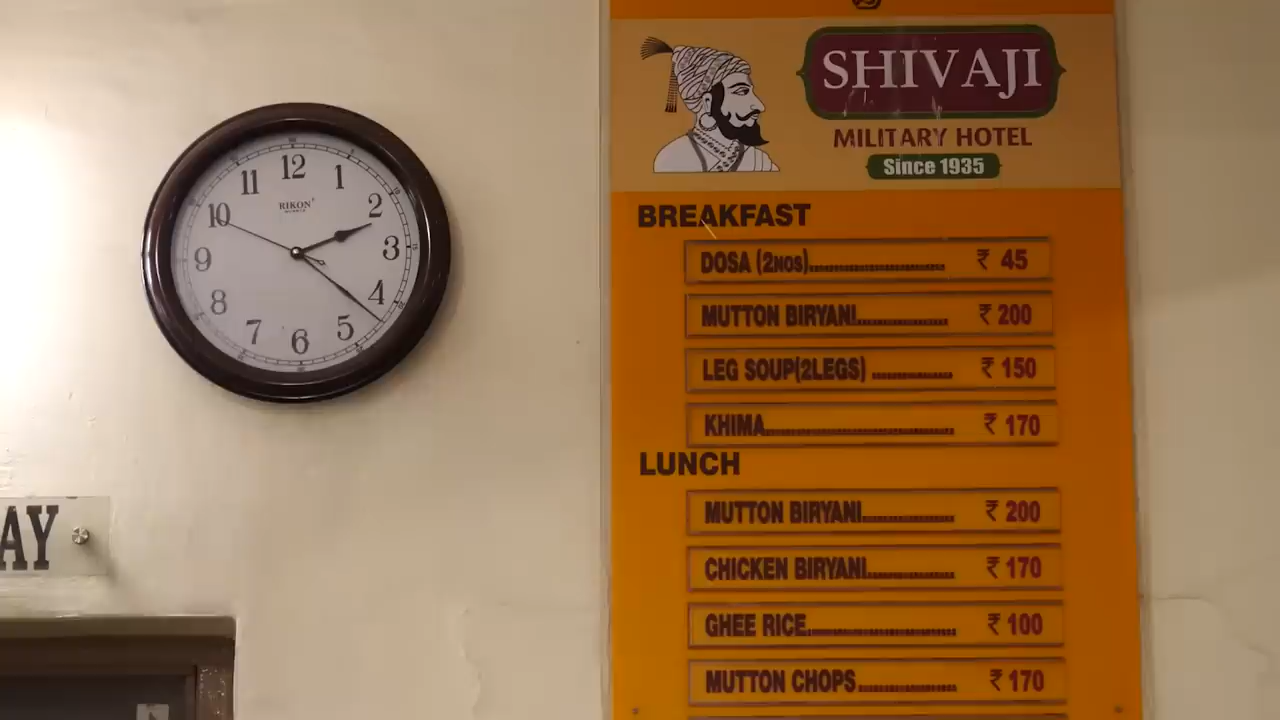 12
1
2
3
4
5
6
7
8
9
10
11
RIKON
QUARTZ
AY
SHIVAJI
MILITARY HOTEL
Since 1935
BREAKFAST
DOSA (2NOS)........................... ₹ 45
MUTTON BIRYANI.................... ₹ 200
LEG SOUP(2LEGS) ................. ₹ 150
KHIMA........................................ ₹ 170
LUNCH
MUTTON BIRYANI.................... ₹ 200
CHICKEN BIRYANI................... ₹ 170
GHEE RICE............................... ₹ 100
MUTTON CHOPS.................... ₹ 170